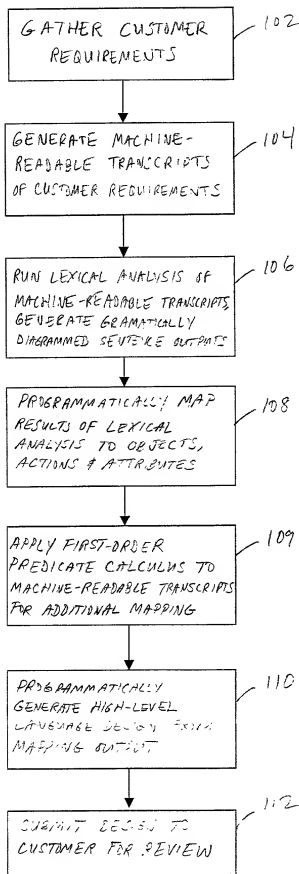 GATHER CUSTOMER
REQUIREMENTS
102
GENERATE MACHINE-
READABLE TRANSCRIPTS
OF CUSTOMER REQUIREMENTS
104
RUN LEXICAL ANALYSIS OF
MACHINE-READABLE TRANSCRIPTS,
GENERATE GRAMATICALLY
DIAGRAMMED SENTENCE OUTPUTS
106
PROGRAMMATICALLY MAP
RESULTS OF LEXICAL
ANALYSIS TO OBJECTS,
ACTIONS & ATTRIBUTES
108
APPLY FIRST-ORDER
PREDICATE CALCULUS TO
MACHINE-READABLE TRANSCRIPTS
FOR ADDITIONAL MAPPING
109
PROGRAMMATICALLY
GENERATE HIGH-LEVEL
LANGUAGE DESIGN FROM
MAPPING OUTPUT
110
SUBMIT DESIGN TO
CUSTOMER FOR REVIEW
112